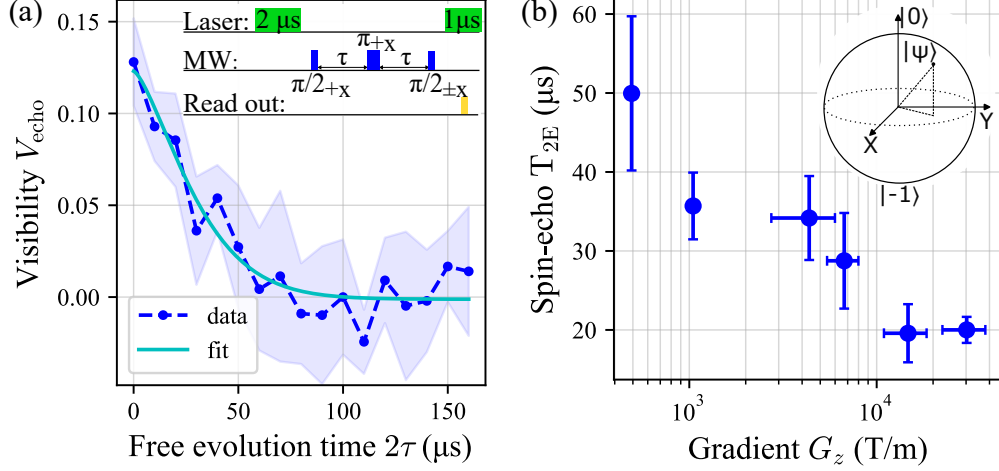 (a)
Laser: 2 μs 1μs
MW: π/2+x τ π+x τ π/2±x
Read out:
Visibility Vecho
0.15
0.10
0.05
0.00
data
fit
0 50 100 150
Free evolution time 2τ (μs)
(b)
Spin-echo T2E (μs)
60
50
40
30
20
|0⟩
|ψ⟩
Y
X
|-1⟩
10³ 10⁴
Gradient Gz (T/m)